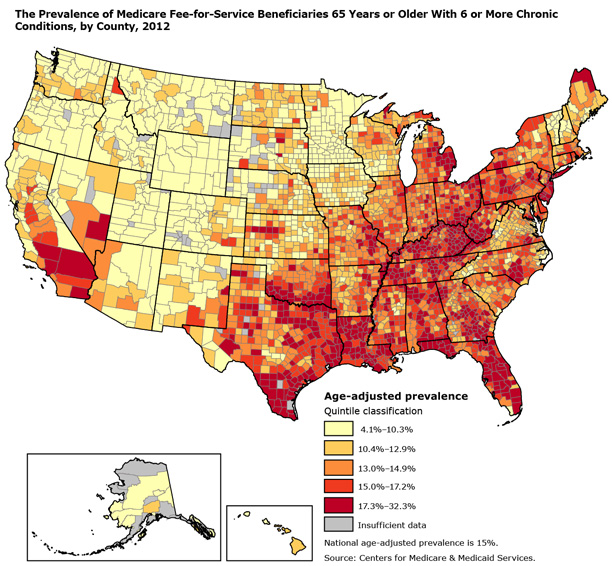 The Prevalence of Medicare Fee-for-Service Beneficiaries 65 Years or Older With 6 or More Chronic
Conditions, by County, 2012
Age-adjusted prevalence
Quintile classification
4.1%–10.3%
10.4%–12.9%
13.0%–14.9%
15.0%–17.2%
17.3%–32.3%
Insufficient data
National age-adjusted prevalence is 15%.
Source: Centers for Medicare & Medicaid Services.